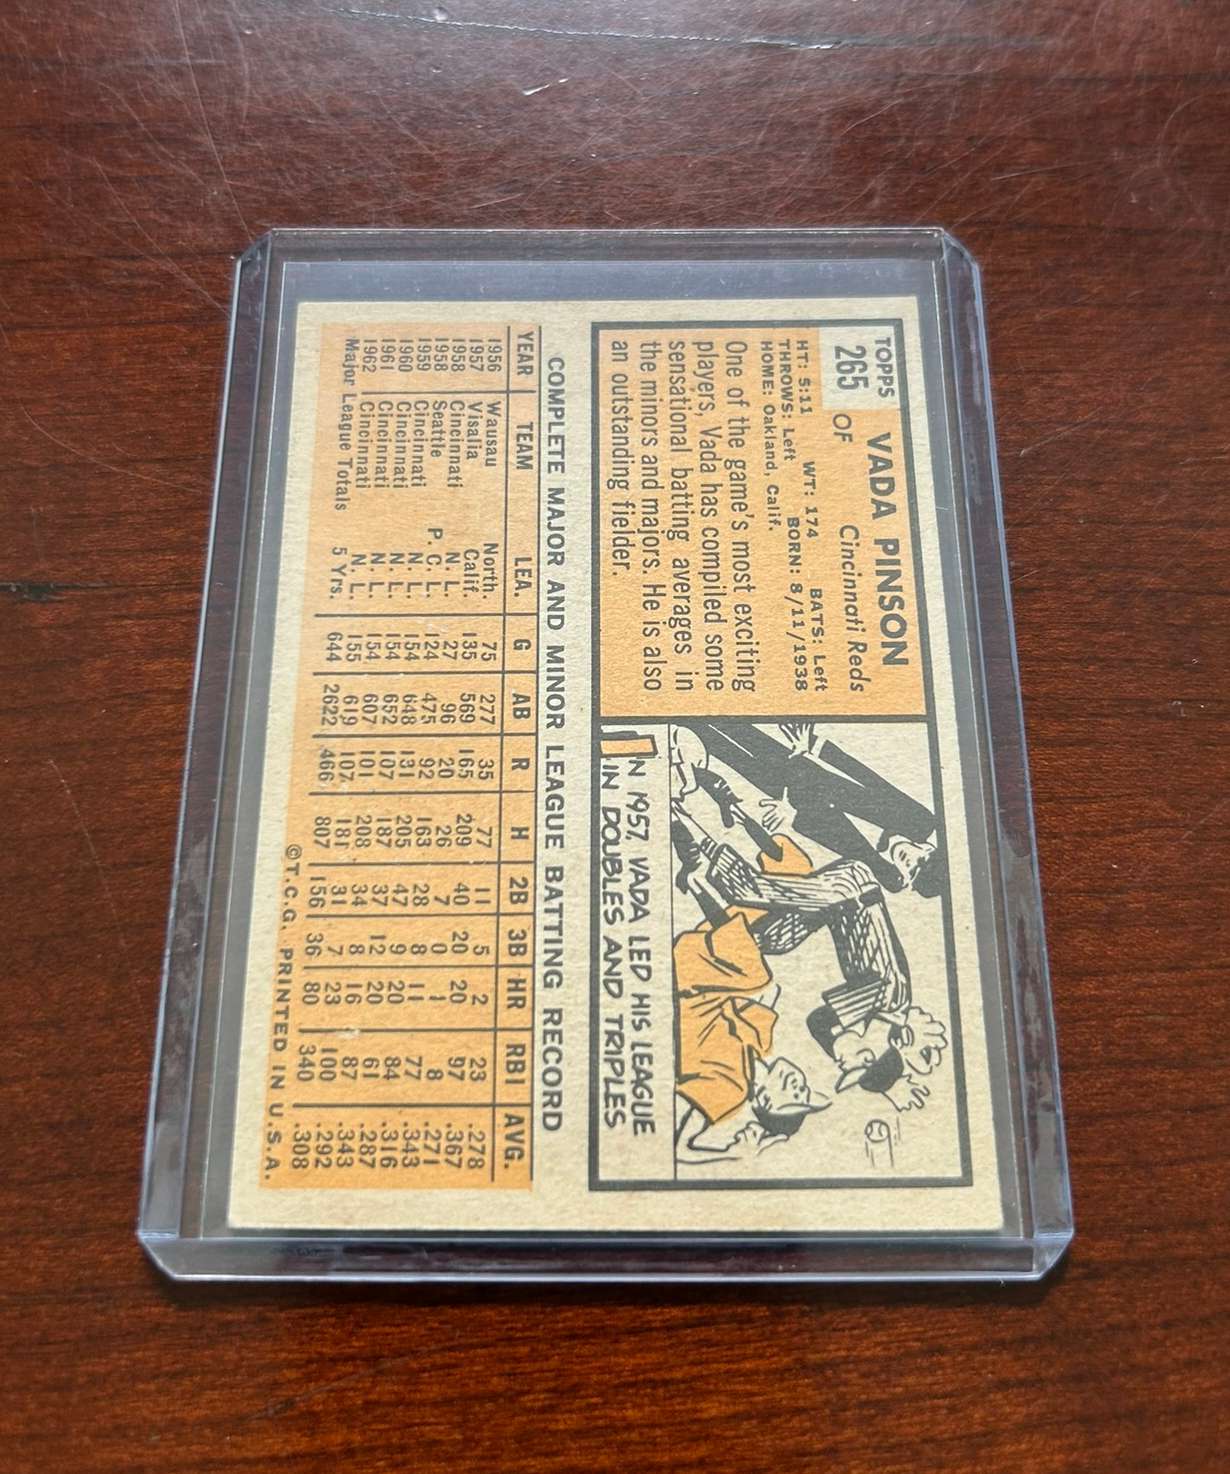 TOPPS
265
VADA PINSON
OF
Cincinnati Reds
HT: 5:11 WT: 174 BATS: Left
THROWS: Left BORN: 8/11/1938
HOME: Oakland, Calif.
One of the game's most exciting
players, Vada has compiled some
sensational batting averages in
the minors and majors. He is also
an outstanding fielder.
IN 1957, VADA LED HIS LEAGUE
IN DOUBLES AND TRIPLES
COMPLETE MAJOR AND MINOR LEAGUE BATTING RECORD
YEAR TEAM LEA. G AB R H 2B 3B HR RBI AVG.
1956 Wausau North. 75 277 35 77 11 5 2 23 .278
1957 Visalia Calif. 135 569 165 209 40 20 20 97 .367
1958 Cincinnati N. L. 27 96 20 26 7 0 1 8 .271
1958 Seattle P. C. L. 124 475 92 163 28 8 11 77 .343
1959 Cincinnati N. L. 154 648 131 205 47 9 20 84 .316
1960 Cincinnati N. L. 154 652 107 187 37 12 20 61 .287
1961 Cincinnati N. L. 154 607 101 208 34 8 16 87 .343
1962 Cincinnati N. L. 155 619 107 181 31 7 23 100 .292
Major League Totals 5 Yrs. 644 2622 466 807 156 36 80 340 .308
©T.C.G. PRINTED IN U.S.A.